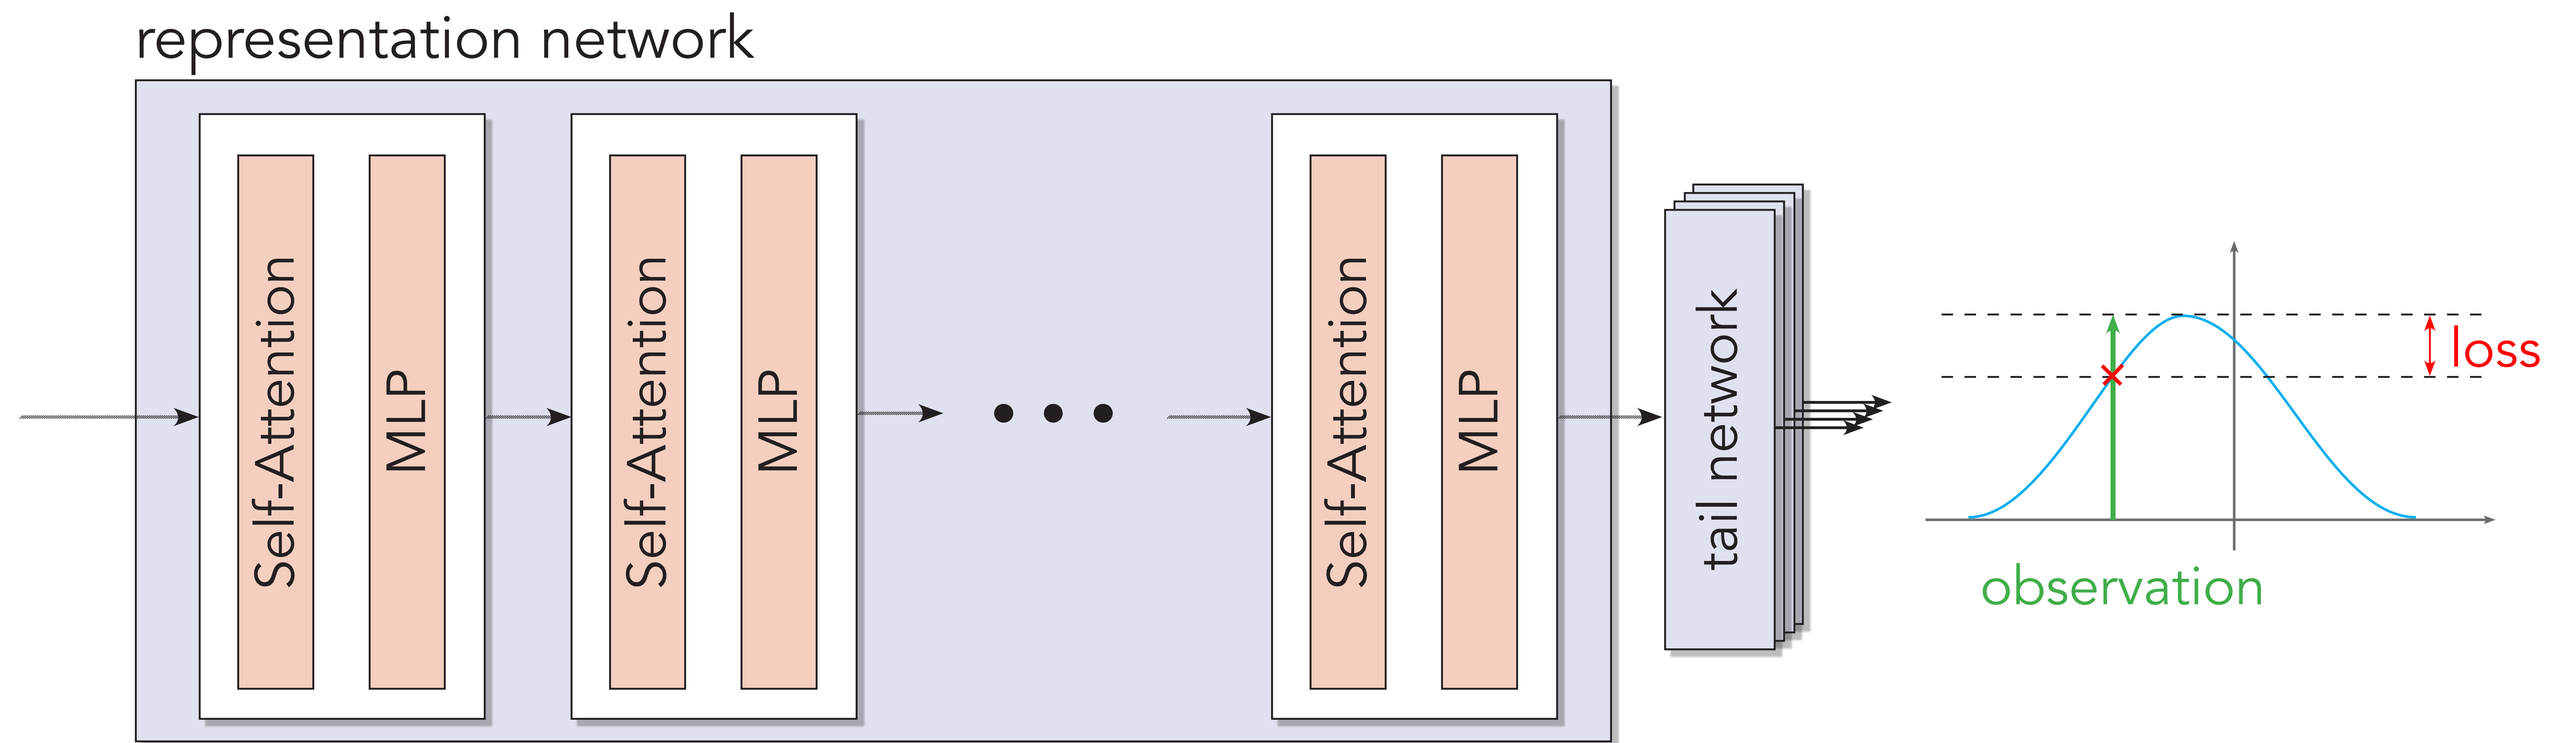 representation network
Self-Attention
MLP
Self-Attention
MLP
Self-Attention
MLP
tail network
loss
observation